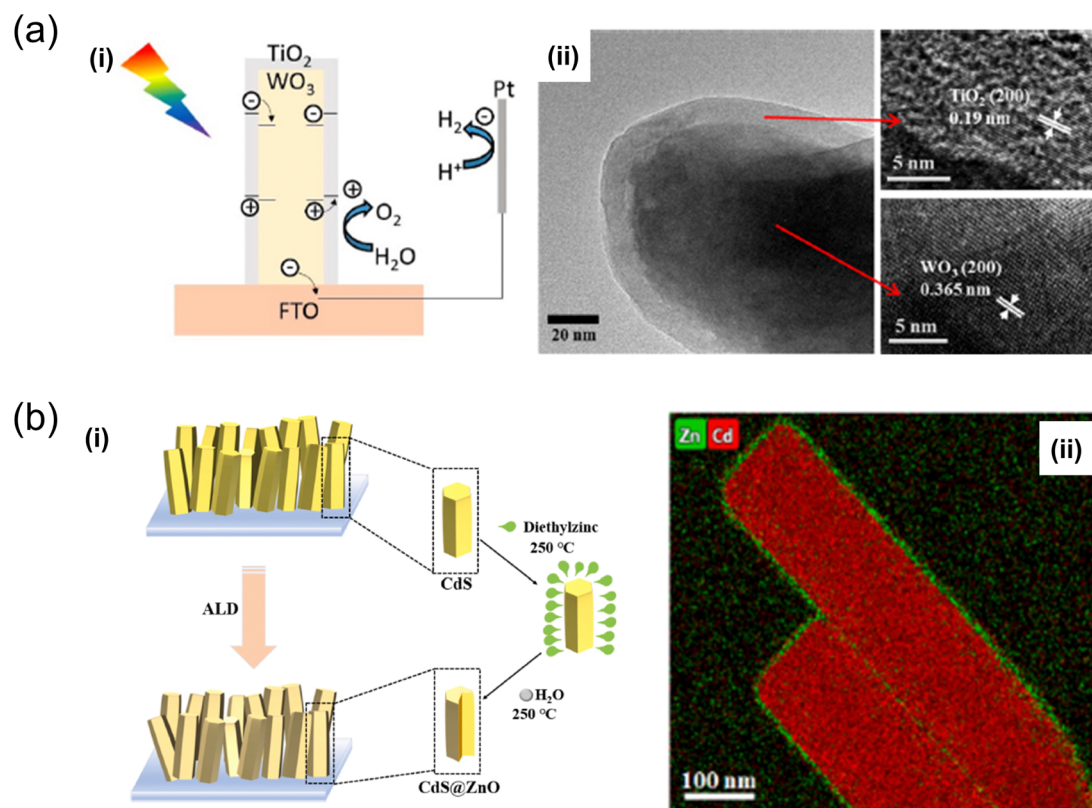 (a)
(i)
TiO₂
WO₃
Pt
H₂
H⁺
O₂
H₂O
FTO
(ii)
20 nm
TiO₂ (200)
0.19 nm
5 nm
WO₃ (200)
0.365 nm
5 nm
(b)
(i)
ALD
CdS
Diethylzinc
250 °C
H₂O
250 °C
CdS@ZnO
Zn Cd
(ii)
100 nm